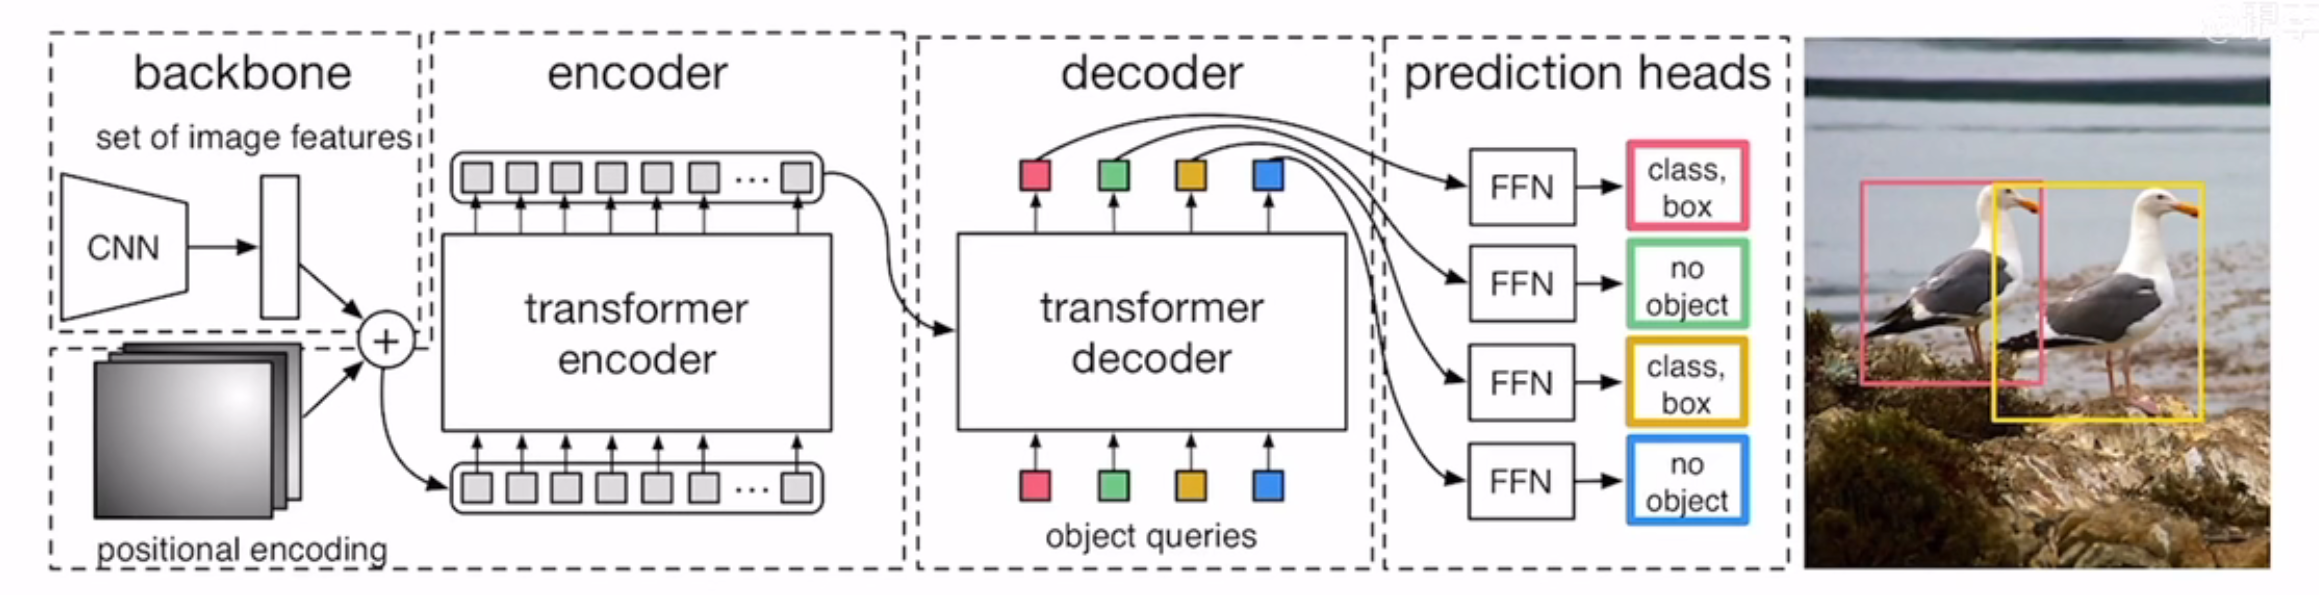 backbone
set of image features
CNN
+
positional encoding
encoder
...
transformer
encoder
...
decoder
transformer
decoder
object queries
prediction heads
FFN
class,
box
FFN
no
object
FFN
class,
box
FFN
no
object